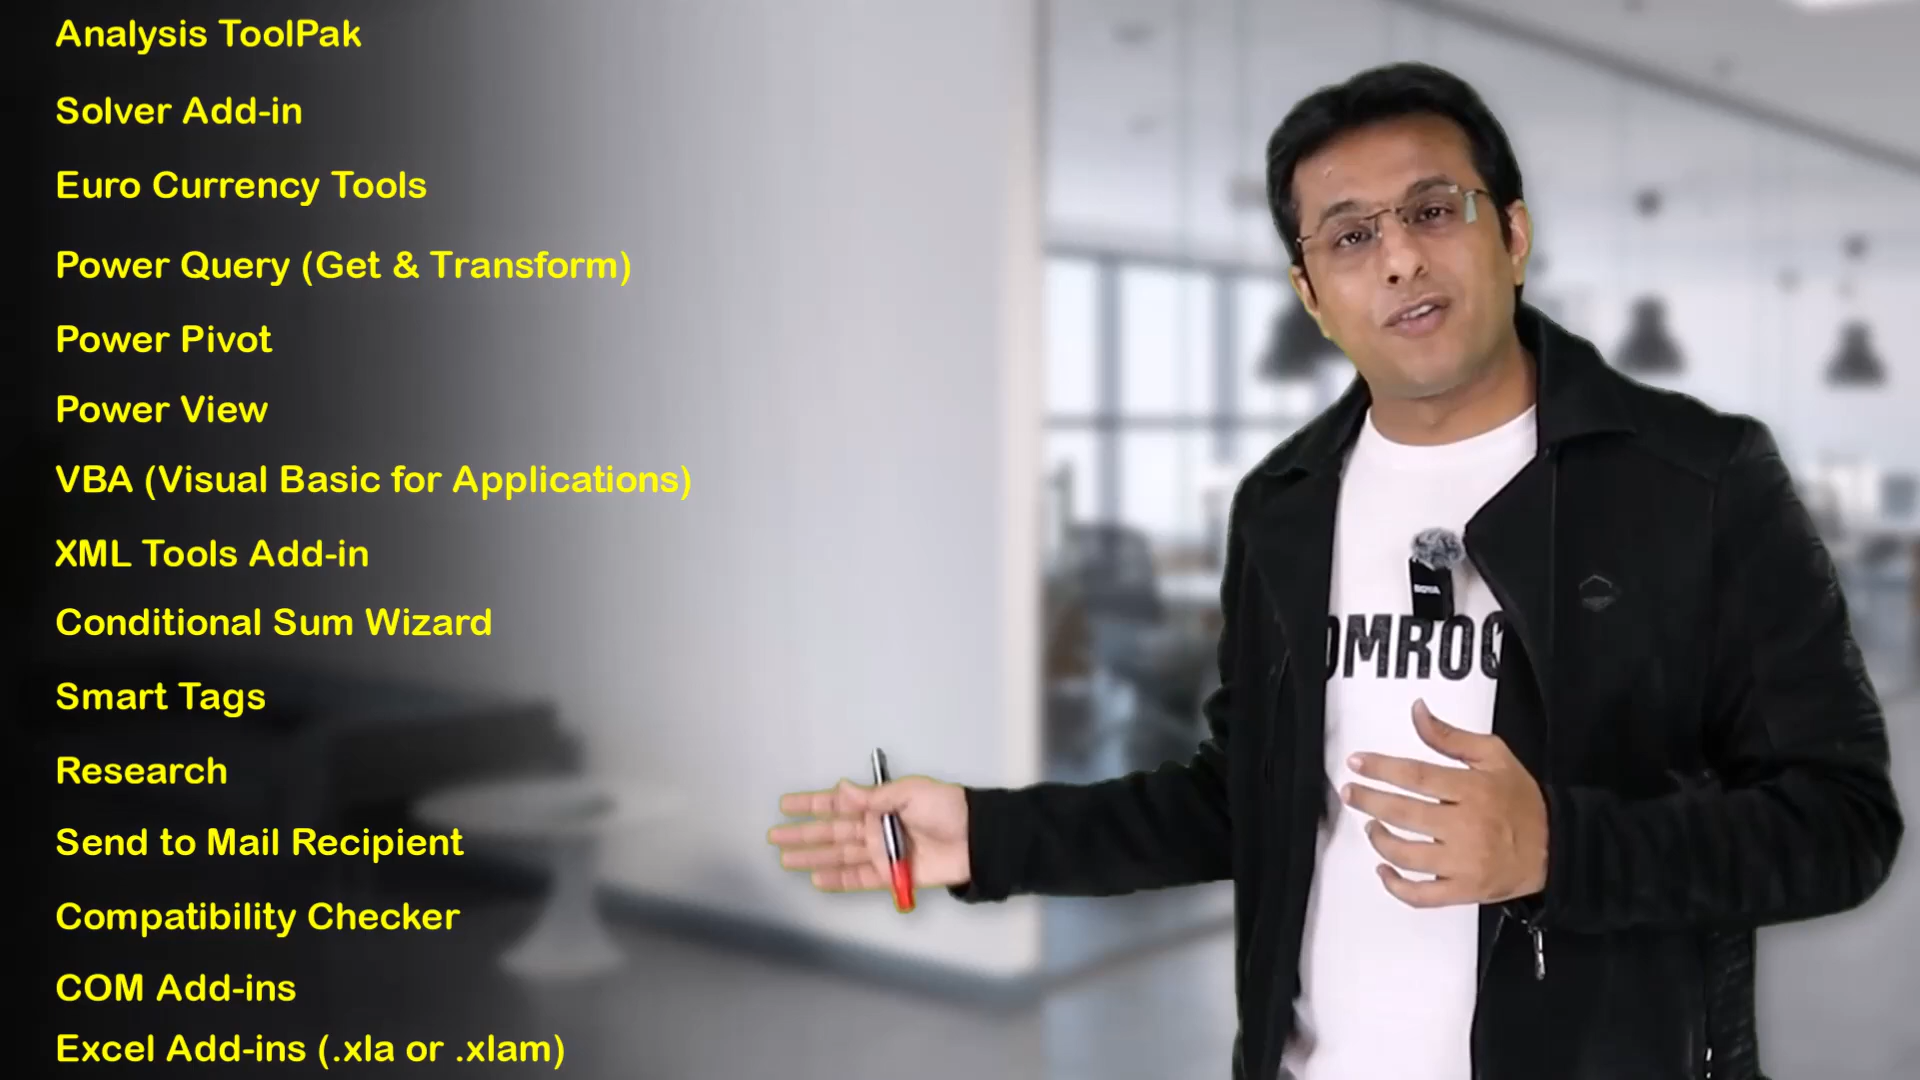 Analysis ToolPak
Solver Add-in
Euro Currency Tools
Power Query (Get & Transform)
Power Pivot
Power View
VBA (Visual Basic for Applications)
XML Tools Add-in
Conditional Sum Wizard
Smart Tags
Research
Send to Mail Recipient
Compatibility Checker
COM Add-ins
Excel Add-ins (.xla or .xlam)
OMROC